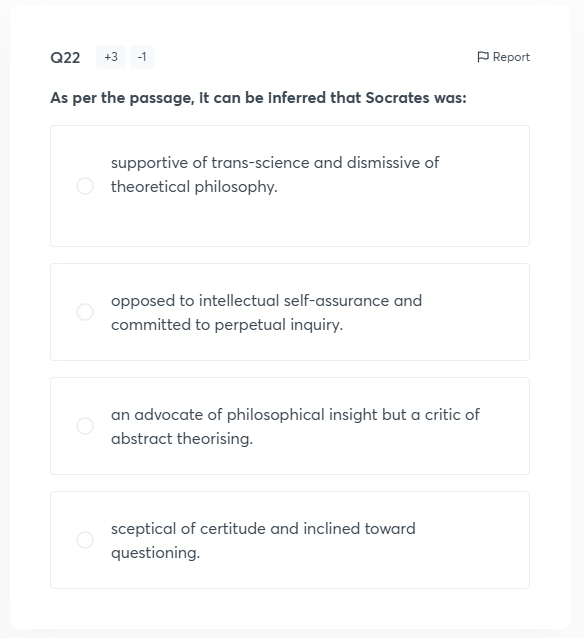 Q22 +3 -1 Report
As per the passage, it can be inferred that Socrates was:
supportive of trans-science and dismissive of
theoretical philosophy.
opposed to intellectual self-assurance and
committed to perpetual inquiry.
an advocate of philosophical insight but a critic of
abstract theorising.
sceptical of certitude and inclined toward
questioning.